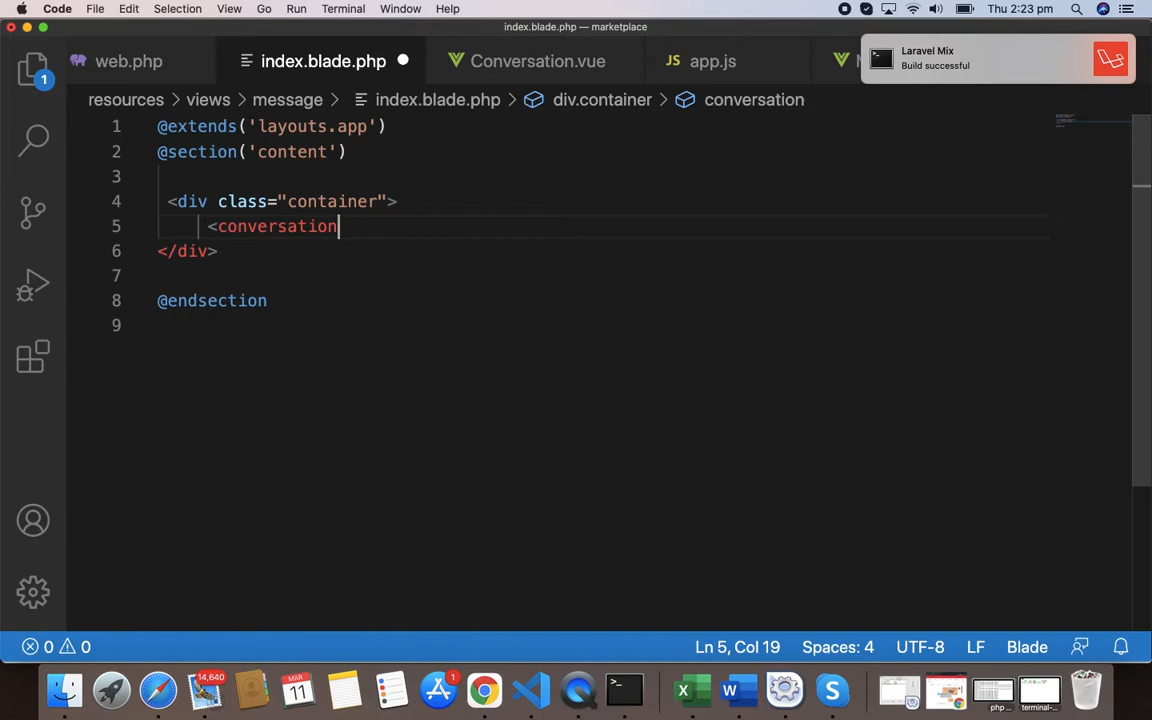 Code File Edit Selection View Go Run Terminal Window Help Thu 2:23 pm
index.blade.php — marketplace
web.php index.blade.php Conversation.vue JS app.js
Laravel Mix
Build successful
1
resources > views > message > index.blade.php > div.container > conversation
1 @extends('layouts.app')
2 @section('content')
3
4 <div class="container">
5 <conversation
6 </div>
7
8 @endsection
9
0 0 Ln 5, Col 19 Spaces: 4 UTF-8 LF Blade
14,640
MAR
11
1
>_
X
W
S
php ...
terminal-...